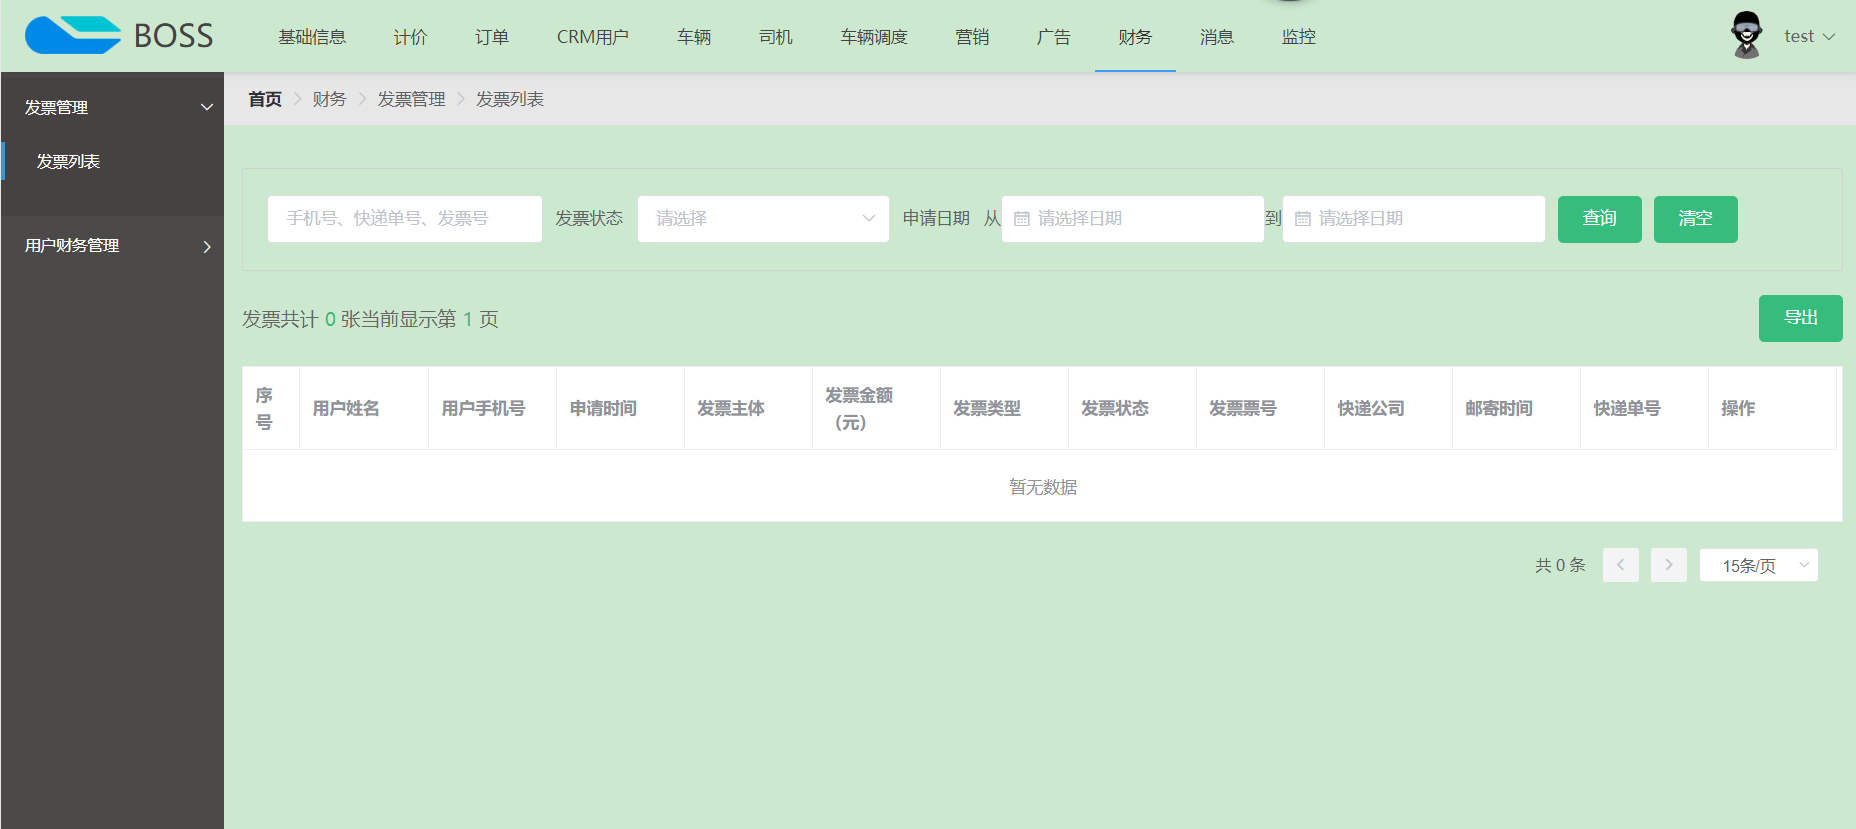 BOSS 基础信息 计价 订单 CRM用户 车辆 司机 车辆调度 营销 广告 财务 消息 监控 test
发票管理
发票列表
用户财务管理
首页 财务 发票管理 发票列表
手机号、快递单号、发票号 发票状态 请选择 申请日期 从 请选择日期 到 请选择日期 查询 清空
发票共计 0 张当前显示第 1 页 导出
序号 用户姓名 用户手机号 申请时间 发票主体 发票金额（元） 发票类型 发票状态 发票票号 快递公司 邮寄时间 快递单号 操作
暂无数据
共 0 条 15条/页